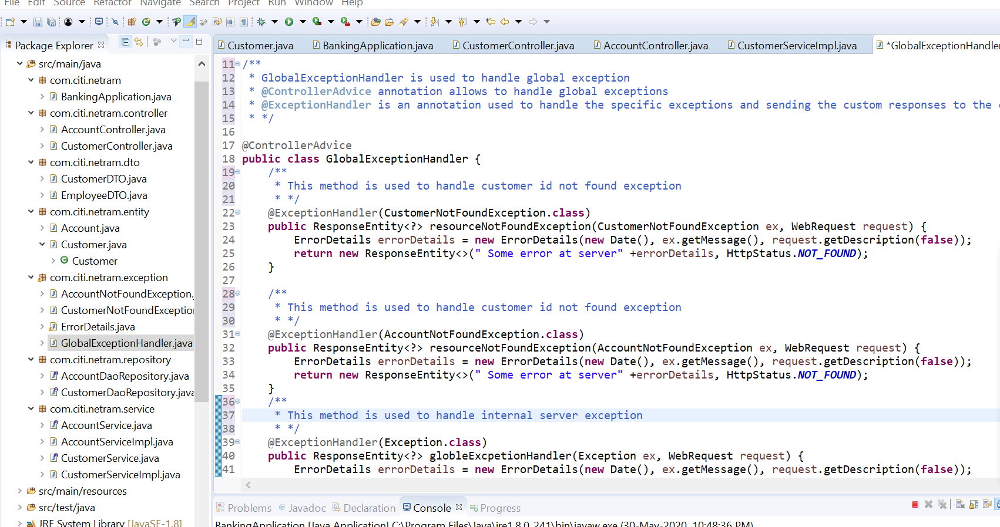 File Edit Source Refactor Navigate Search Project Run Window Help
Package Explorer
src/main/java
com.citi.netram
BankingApplication.java
com.citi.netram.controller
AccountController.java
CustomerController.java
com.citi.netram.dto
CustomerDTO.java
EmployeeDTO.java
com.citi.netram.entity
Account.java
Customer.java
Customer
com.citi.netram.exception
AccountNotFoundException.
CustomerNotFoundExceptio
ErrorDetails.java
GlobalExceptionHandler.java
com.citi.netram.repository
AccountDaoRepository.java
CustomerDaoRepository.java
com.citi.netram.service
AccountService.java
AccountServiceImpl.java
CustomerService.java
CustomerServiceImpl.java
src/main/resources
src/test/java
JRE System Library [JavaSE-1.8]
Customer.java BankingApplication.java CustomerController.java AccountController.java CustomerServiceImpl.java *GlobalExceptionHandler
11 /**
12 * GlobalExceptionHandler is used to handle global exception
13 * @ControllerAdvice annotation allows to handle global exceptions
14 * @ExceptionHandler is an annotation used to handle the specific exceptions and sending the custom responses to the
15 * */
16
17 @ControllerAdvice
18 public class GlobalExceptionHandler {
19 /**
20 * This method is used to handle customer id not found exception
21 * */
22 @ExceptionHandler(CustomerNotFoundException.class)
23 public ResponseEntity<?> resourceNotFoundException(CustomerNotFoundException ex, WebRequest request) {
24 ErrorDetails errorDetails = new ErrorDetails(new Date(), ex.getMessage(), request.getDescription(false));
25 return new ResponseEntity<>(" Some error at server" +errorDetails, HttpStatus.NOT_FOUND);
26 }
27
28 /**
29 * This method is used to handle customer id not found exception
30 * */
31 @ExceptionHandler(AccountNotFoundException.class)
32 public ResponseEntity<?> resourceNotFoundException(AccountNotFoundException ex, WebRequest request) {
33 ErrorDetails errorDetails = new ErrorDetails(new Date(), ex.getMessage(), request.getDescription(false));
34 return new ResponseEntity<>(" Some error at server" +errorDetails, HttpStatus.NOT_FOUND);
35 }
36 /**
37 * This method is used to handle internal server exception
38 * */
39 @ExceptionHandler(Exception.class)
40 public ResponseEntity<?> globleExcpetionHandler(Exception ex, WebRequest request) {
41 ErrorDetails errorDetails = new ErrorDetails(new Date(), ex.getMessage(), request.getDescription(false));
Problems @ Javadoc Declaration Console Progress
BankingApplication [Java Application] C:\Program Files\Java\jre1.8.0_241\bin\javaw.exe (30-May-2020, 10:48:36 PM)